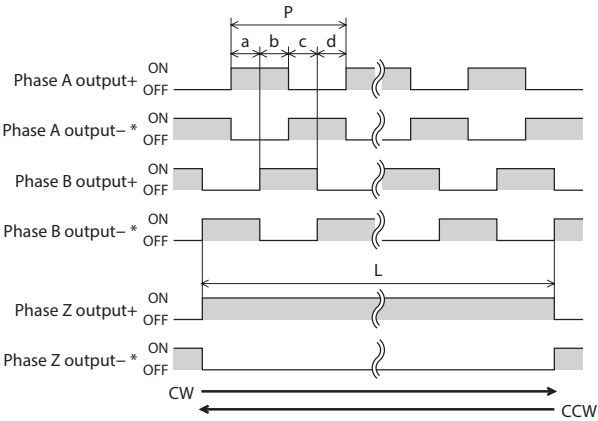 P
a b c d
Phase A output+ ON
OFF
Phase A output− * ON
OFF
Phase B output+ ON
OFF
Phase B output− * ON
OFF
L
Phase Z output+ ON
OFF
Phase Z output− * ON
OFF
CW
CCW